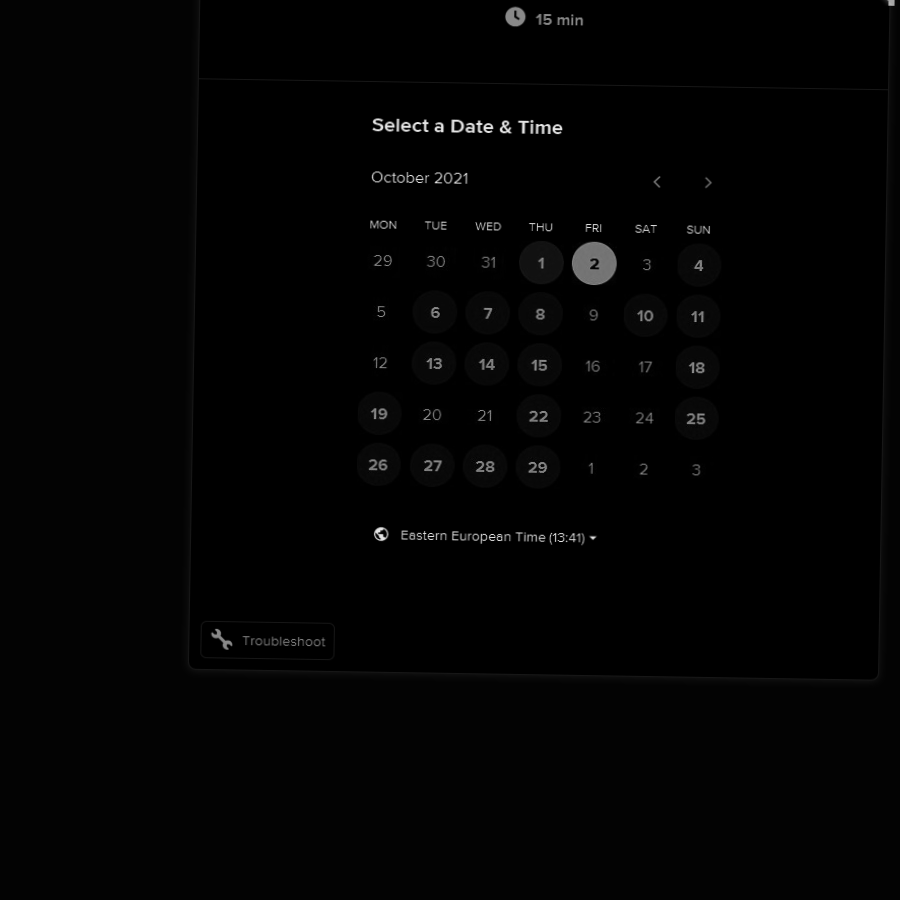 15 min
Select a Date & Time
October 2021
MON TUE WED THU FRI SAT SUN
29 30 31 1 2 3 4
5 6 7 8 9 10 11
12 13 14 15 16 17 18
19 20 21 22 23 24 25
26 27 28 29 1 2 3
Eastern European Time (13:41)
Troubleshoot